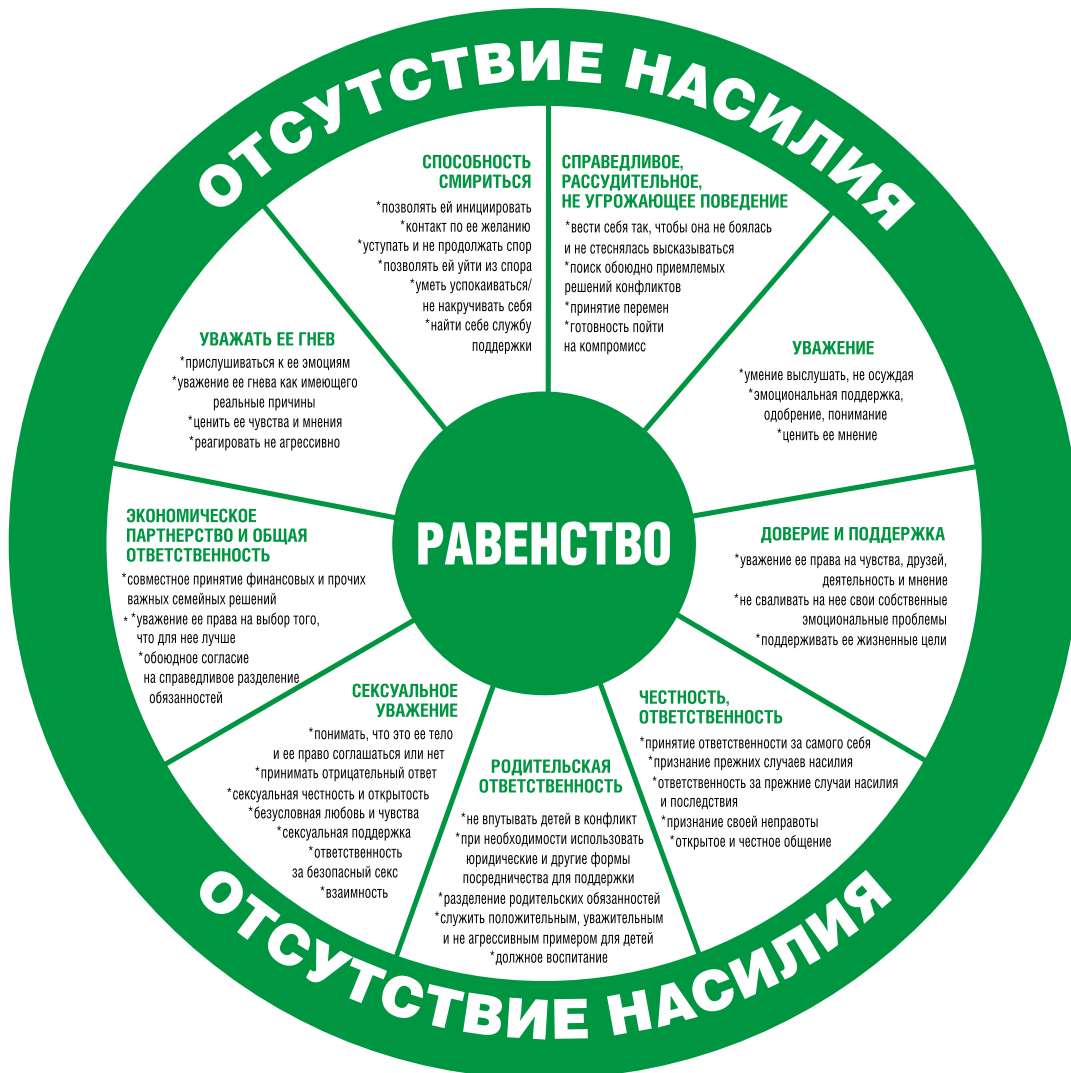 ОТСУТСТВИЕ НАСИЛИЯ
СПОСОБНОСТЬ
СМИРИТЬСЯ
*позволять ей инициировать
*контакт по ее желанию
*уступать и не продолжать спор
*позволять ей уйти из спора
*уметь успокаиваться/
не накручивать себя
*найти себе службу
поддержки
СПРАВЕДЛИВОЕ,
РАССУДИТЕЛЬНОЕ,
НЕ УГРОЖАЮЩЕЕ ПОВЕДЕНИЕ
*вести себя так, чтобы она не боялась
и не стеснялась высказываться
*поиск обоюдно приемлемых
решений конфликтов
*принятие перемен
*готовность пойти
на компромисс
УВАЖАТЬ ЕЕ ГНЕВ
*прислушиваться к ее эмоциям
*уважение ее гнева как имеющего
реальные причины
*ценить ее чувства и мнения
*реагировать не агрессивно
УВАЖЕНИЕ
*умение выслушать, не осуждая
*эмоциональная поддержка,
одобрение, понимание
*ценить ее мнение
ЭКОНОМИЧЕСКОЕ
ПАРТНЕРСТВО И ОБЩАЯ
ОТВЕТСТВЕННОСТЬ
*совместное принятие финансовых и прочих
важных семейных решений
* *уважение ее права на выбор того,
что для нее лучше
*обоюдное согласие
на справедливое разделение
обязанностей
РАВЕНСТВО
ДОВЕРИЕ И ПОДДЕРЖКА
*уважение ее права на чувства, друзей,
деятельность и мнение
*не сваливать на нее свои собственные
эмоциональные проблемы
*поддерживать ее жизненные цели
СЕКСУАЛЬНОЕ
УВАЖЕНИЕ
*понимать, что это ее тело
и ее право соглашаться или нет
*принимать отрицательный ответ
*сексуальная честность и открытость
*безусловная любовь и чувства
*сексуальная поддержка
*ответственность
за безопасный секс
*взаимность
РОДИТЕЛЬСКАЯ
ОТВЕТСТВЕННОСТЬ
*не впутывать детей в конфликт
*при необходимости использовать
юридические и другие формы
посредничества для поддержки
*разделение родительских обязанностей
*служить положительным, уважительным
и не агрессивным примером для детей
*должное воспитание
ЧЕСТНОСТЬ,
ОТВЕТСТВЕННОСТЬ
*принятие ответственности за самого себя
*признание прежних случаев насилия
*ответственность за прежние случаи насилия
и последствия
*признание своей неправоты
*открытое и честное общение
ОТСУТСТВИЕ НАСИЛИЯ